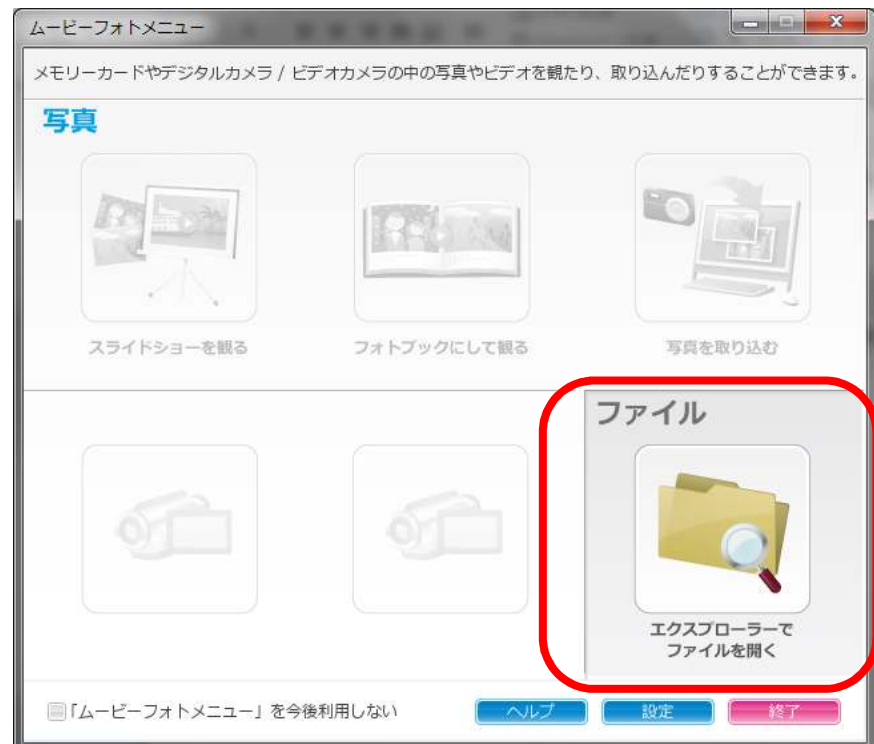 ムービーフォトメニュー
メモリーカードやデジタルカメラ / ビデオカメラの中の写真やビデオを観たり、取り込んだりすることができます。
写真
スライドショーを観る
フォトブックにして観る
写真を取り込む
ファイル
エクスプローラーで
ファイルを開く
「ムービーフォトメニュー」を今後利用しない
ヘルプ
設定
終了